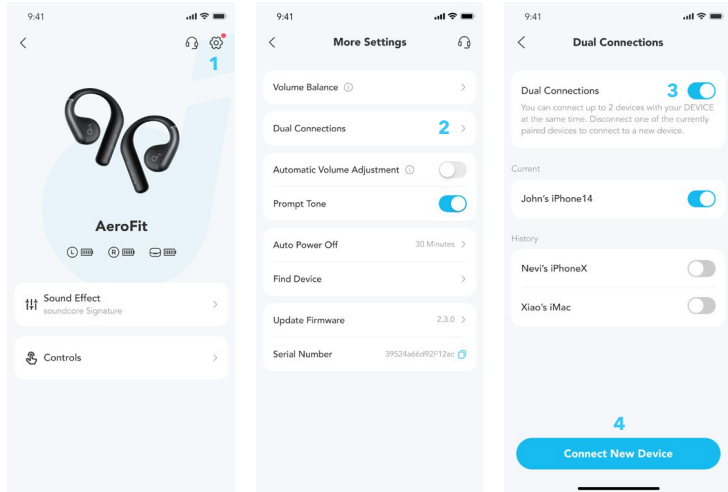 9:41
1
AeroFit
L
R
Sound Effect
soundcore Signature
Controls
9:41
More Settings
Volume Balance
Dual Connections 2
Automatic Volume Adjustment
Prompt Tone
Auto Power Off 30 Minutes
Find Device
Update Firmware 2.3.0
Serial Number 39524a66d92F12ac
9:41
Dual Connections
Dual Connections 3
You can connect up to 2 devices with your DEVICE
at the same time. Disconnect one of the currently
paired devices to connect to a new device.
Current
John's iPhone14
History
Nevi's iPhoneX
Xiao's iMac
4
Connect New Device